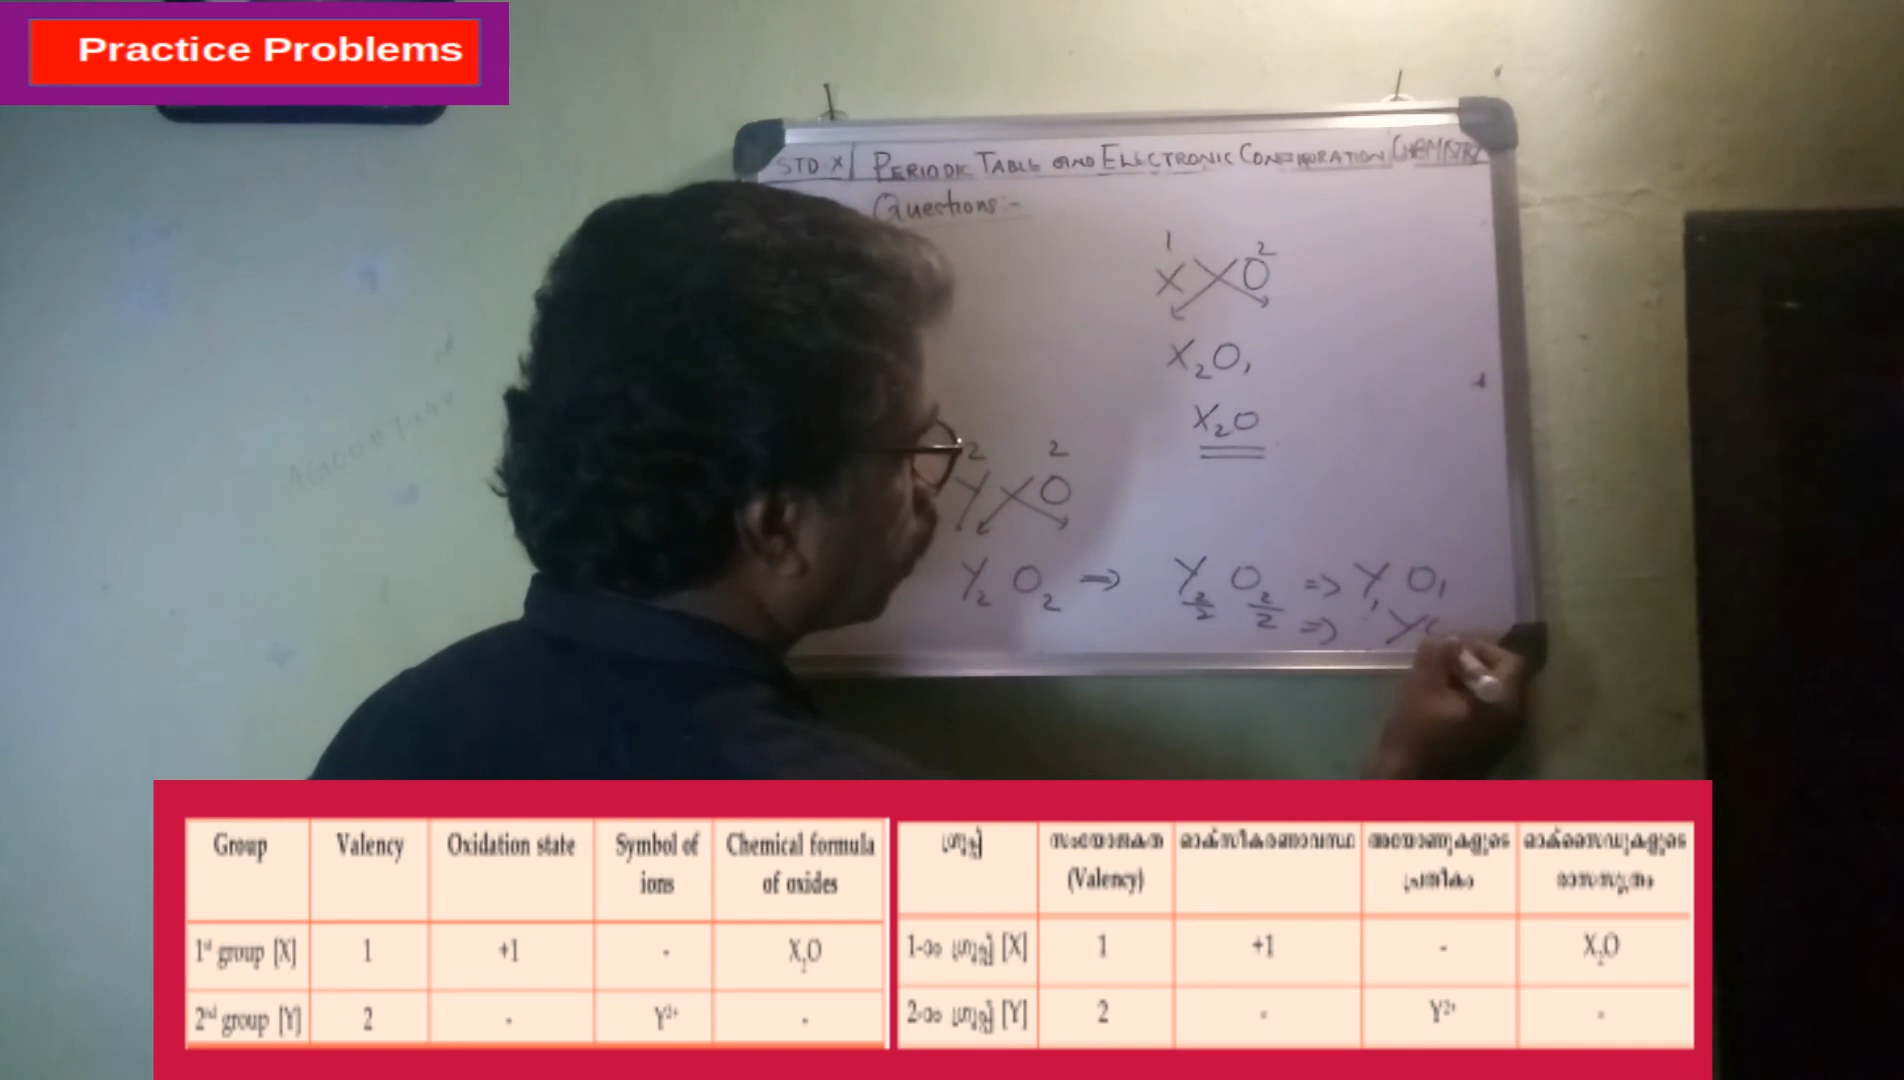 Practice Problems
STD X | PERIODIC TABLE AND ELECTRONIC CONFIGURATION CHEMISTRY
Questions:-
1 2
X O
X₂O₁
X₂O
2 2
Y O
Y₂ O₂ ⇒ Y₂/₂ O₂/₂ ⇒ Y₁ O₁
⇒ Y
Group Valency Oxidation state Symbol of ions Chemical formula of oxides
1st group [X] 1 +1 - X₂O
2nd group [Y] 2 - Y²⁺ -
ഗ്രൂപ്പ് സംയോജകത (Valency) ഓക്സീകരണാവസ്ഥ അയോണുകളുടെ പ്രതീകം ഓക്സൈഡുകളുടെ രാസസൂത്രം
1-ാം ഗ്രൂപ്പ് [X] 1 +1 - X₂O
2-ാം ഗ്രൂപ്പ് [Y] 2 - Y²⁺ -